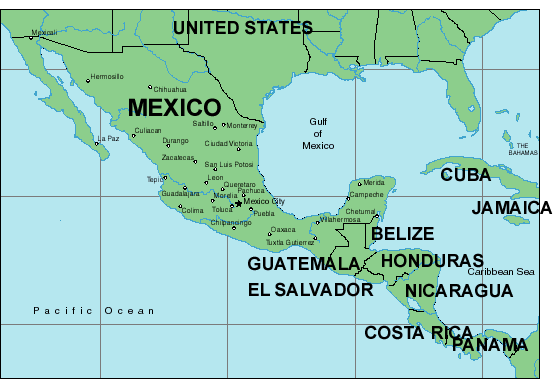 UNITED STATES
Mexicali
Hermosillo
Chihuahua
MEXICO
Saltillo
Monterrey
Gulf
of
Mexico
Culiacan
La Paz
Durango
Ciudad Victoria
THE
BAHAMAS
Zacatecas
San Luis Potosi
CUBA
Tepic
Leon
Queretaro
Merida
Guadalajara
Pachuca
Morelia
Mexico City
Campeche
Colima
Toluca
Puebla
Chetumal
JAMAICA
Chilpanongo
Villahermosa
Oaxaca
BELIZE
Tuxtla Gutierrez
GUATEMALA
HONDURAS
Caribbean Sea
EL SALVADOR
NICARAGUA
Pacific Ocean
COSTA RICA
PANAMA